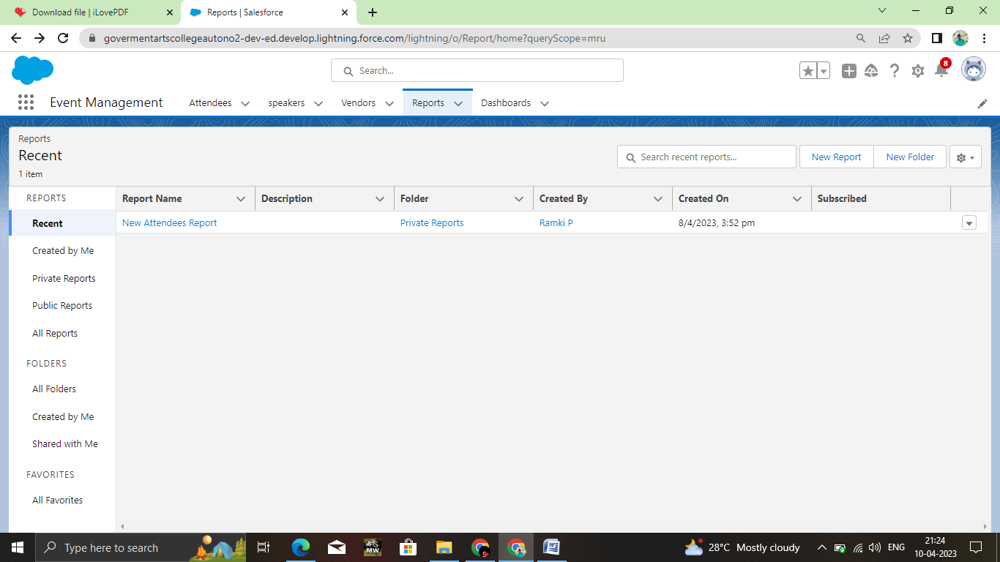 Download file | iLovePDF
Reports | Salesforce
govermentartscollegeautono2-dev-ed.develop.lightning.force.com/lightning/o/Report/home?queryScope=mru
Search...
8
Event Management
Attendees
speakers
Vendors
Reports
Dashboards
Reports
Recent
1 item
Search recent reports...
New Report
New Folder
REPORTS
Report Name
Description
Folder
Created By
Created On
Subscribed
Recent
New Attendees Report
Private Reports
Ramki P
8/4/2023, 3:52 pm
Created by Me
Private Reports
Public Reports
All Reports
FOLDERS
All Folders
Created by Me
Shared with Me
FAVORITES
All Favorites
Type here to search
MW
28°C Mostly cloudy
ENG
21:24
10-04-2023